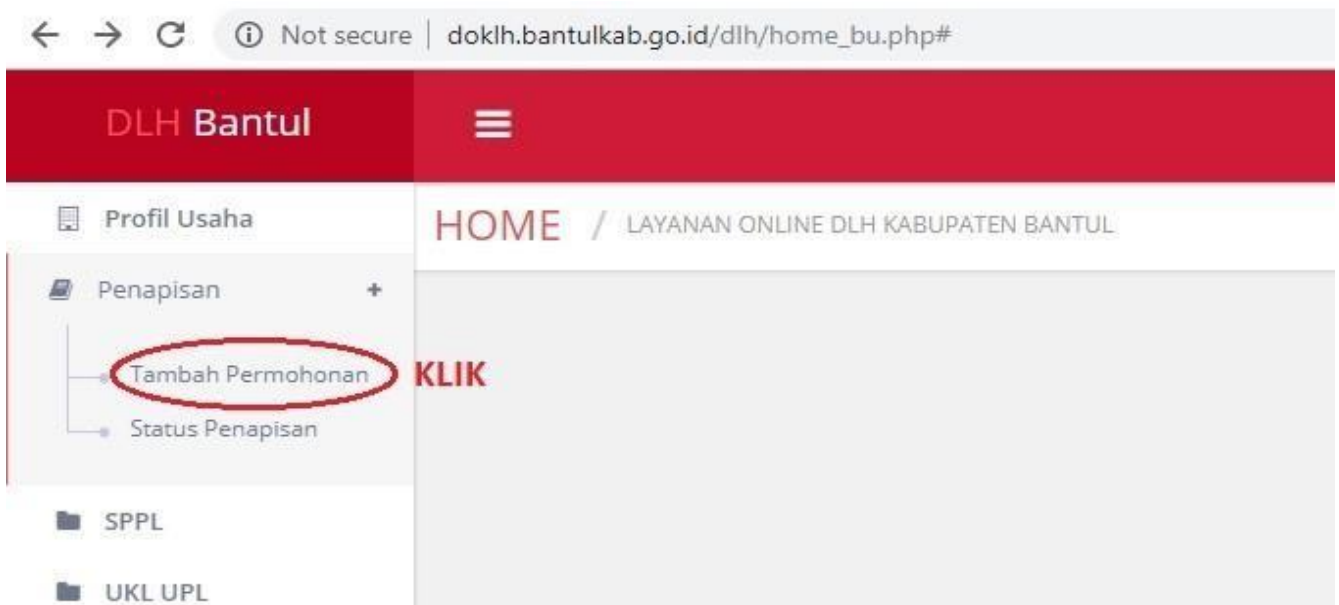 Not secure | doklh.bantulkab.go.id/dlh/home_bu.php#
DLH Bantul
Profil Usaha
HOME / LAYANAN ONLINE DLH KABUPATEN BANTUL
Penapisan +
Tambah Permohonan KLIK
Status Penapisan
SPPL
UKL UPL